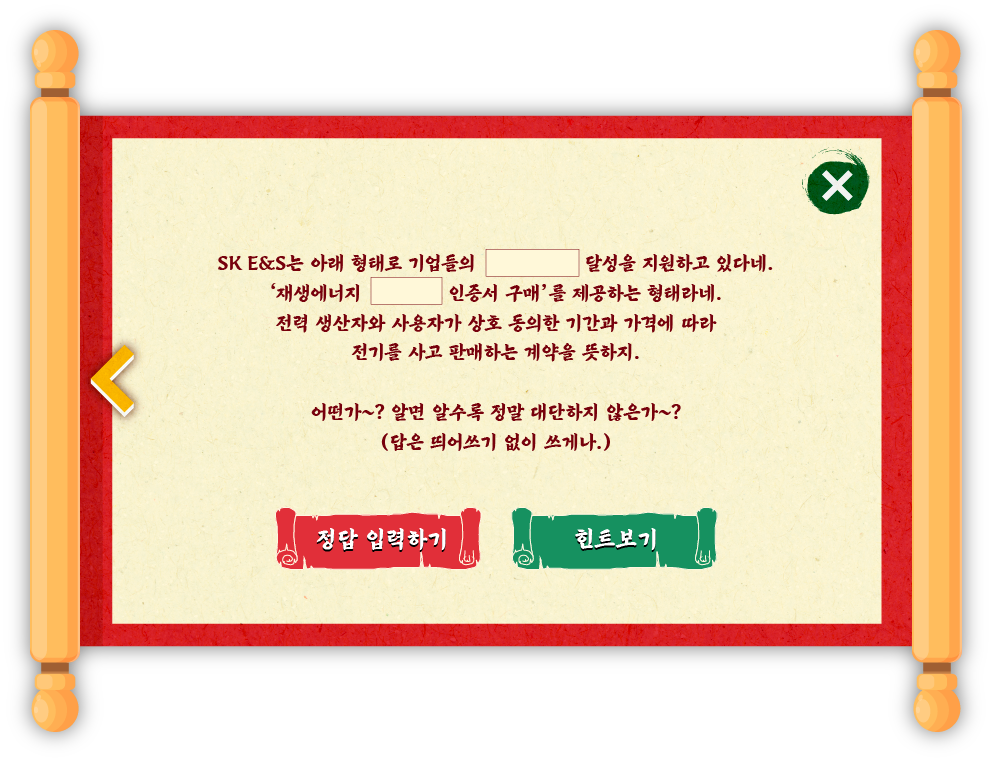 SK E&S는 아래 형태로 기업들의 달성을 지원하고 있다네.
‘재생에너지 인증서 구매’를 제공하는 형태라네.
전력 생산자와 사용자가 상호 동의한 기간과 가격에 따라
전기를 사고 판매하는 계약을 뜻하지.
어떤가~? 알면 알수록 정말 대단하지 않은가~?
(답은 띄어쓰기 없이 쓰게나.)
정답 입력하기
힌트보기